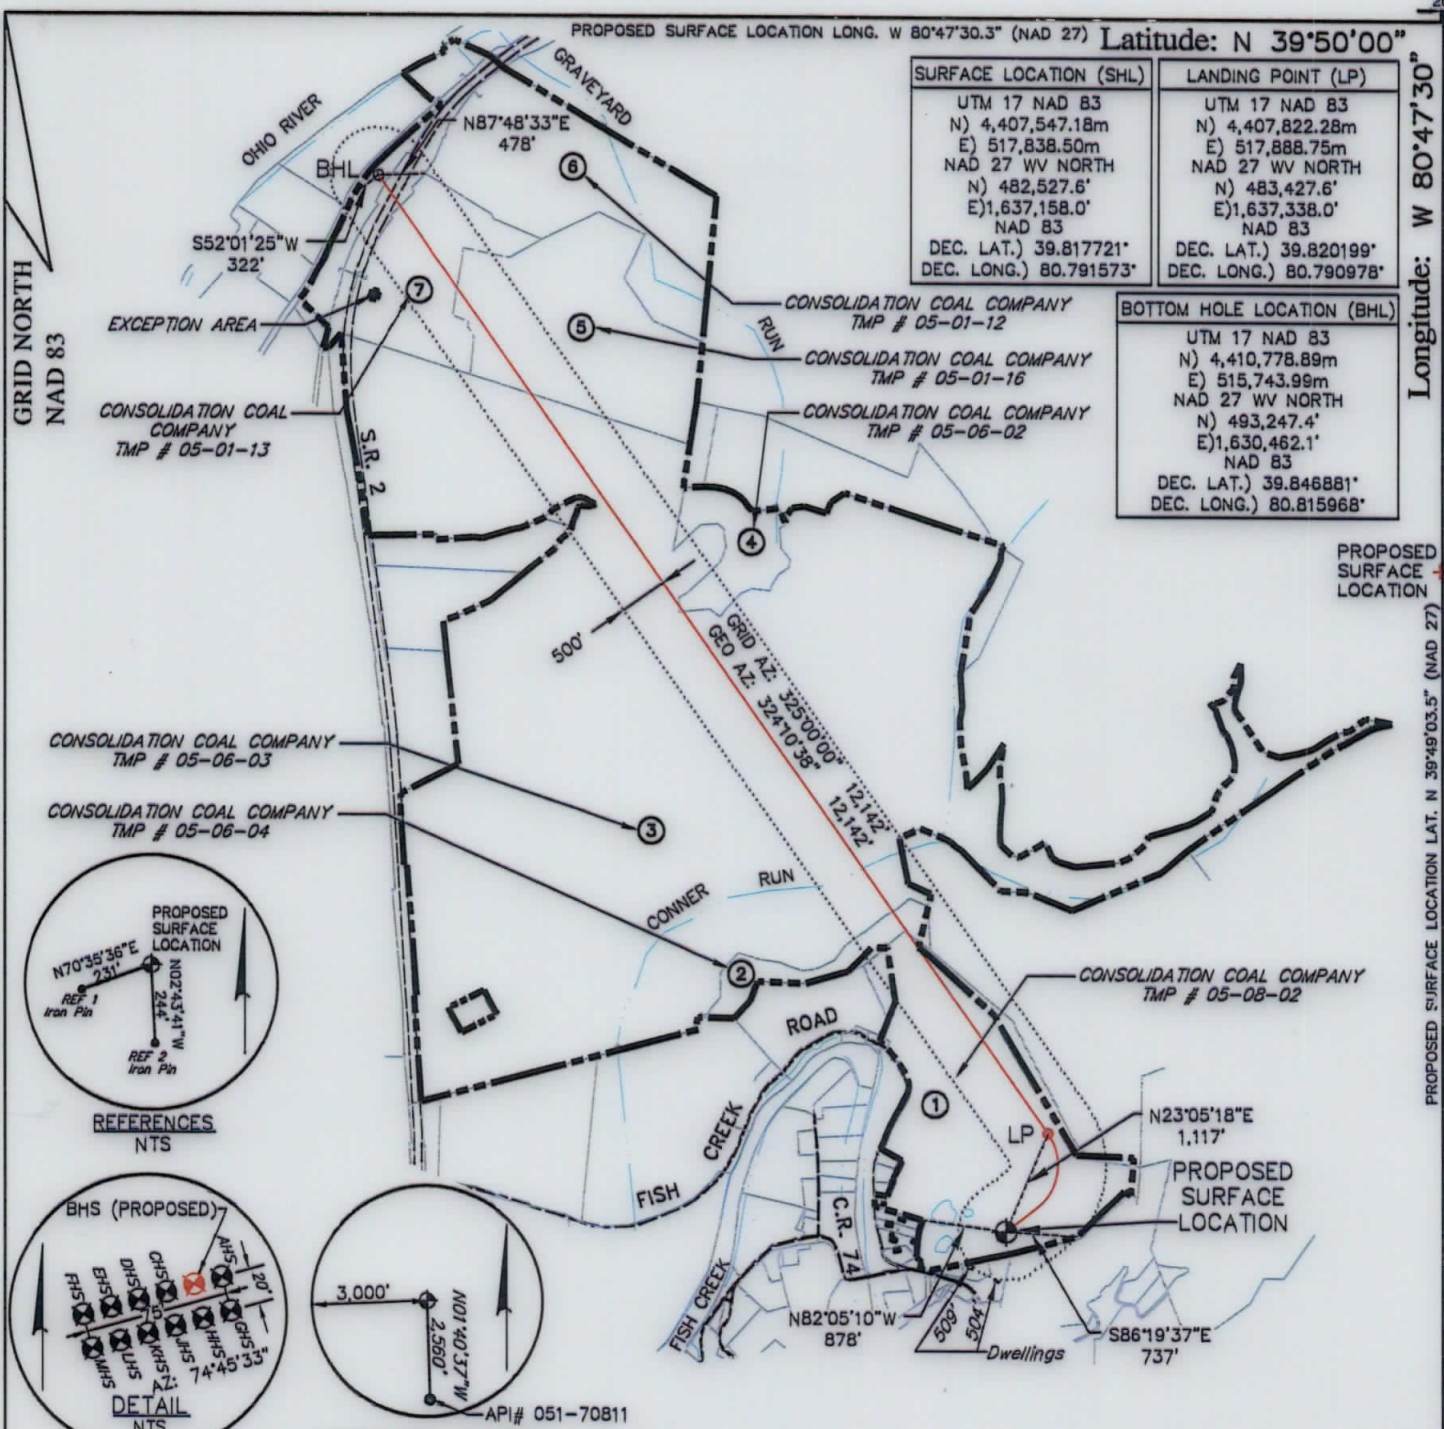 PROPOSED SURFACE LOCATION LONG. W 80°47'30.3" (NAD 27)
Latitude: N 39°50'00"
Longitude: W 80°47'30"
SURFACE LOCATION (SHL)
UTM 17 NAD 83
N) 4,407,547.18m
E) 517,838.50m
NAD 27 WV NORTH
N) 482,527.6'
E)1,637,158.0'
NAD 83
DEC. LAT.) 39.817721°
DEC. LONG.) 80.791573°
LANDING POINT (LP)
UTM 17 NAD 83
N) 4,407,822.28m
E) 517,888.75m
NAD 27 WV NORTH
N) 483,427.6'
E)1,637,338.0'
NAD 83
DEC. LAT.) 39.820199°
DEC. LONG.) 80.790978°
BOTTOM HOLE LOCATION (BHL)
UTM 17 NAD 83
N) 4,410,778.89m
E) 515,743.99m
NAD 27 WV NORTH
N) 493,247.4'
E)1,630,462.1'
NAD 83
DEC. LAT.) 39.846881°
DEC. LONG.) 80.815968°
PROPOSED
SURFACE
LOCATION
PROPOSED SURFACE LOCATION LAT. N 39°49'03.5" (NAD 27)
GRID NORTH
NAD 83
OHIO RIVER
GRAVEYARD
RUN
N87°48'33"E
478'
BHL
6
S52°01'25"W
322'
7
EXCEPTION AREA
5
CONSOLIDATION COAL COMPANY
TMP # 05-01-12
CONSOLIDATION COAL COMPANY
TMP # 05-01-16
CONSOLIDATION COAL
COMPANY
TMP # 05-01-13
CONSOLIDATION COAL COMPANY
TMP # 05-06-02
S.R. 2
4
500'
GRID AZ: 325°00'00" 12,142'
GEO AZ: 324°10'38" 12,142'
CONSOLIDATION COAL COMPANY
TMP # 05-06-03
CONSOLIDATION COAL COMPANY
TMP # 05-06-04
3
CONNER RUN
2
CONSOLIDATION COAL COMPANY
TMP # 05-08-02
PROPOSED
SURFACE
LOCATION
N70°35'36"E
231'
REF 1
Iron Pin
N02°43'41"W
244'
REF 2
Iron Pin
REFERENCES
NTS
FISH CREEK ROAD
1
LP
N23°05'18"E
1,117'
PROPOSED
SURFACE
LOCATION
C.R. 74
FISH CREEK
N82°05'10"W
878'
509'
504'
Dwellings
S86°19'37"E
737'
BHS (PROPOSED)
FHS
EHS
DHS
CHS
AHS
20'
MHS
LHS
KHS
JHS
HHS
GHS
AZ:
74°45'33"
DETAIL
NTS
3,000'
N01°40'37"W
2,560'
API# 051-70811